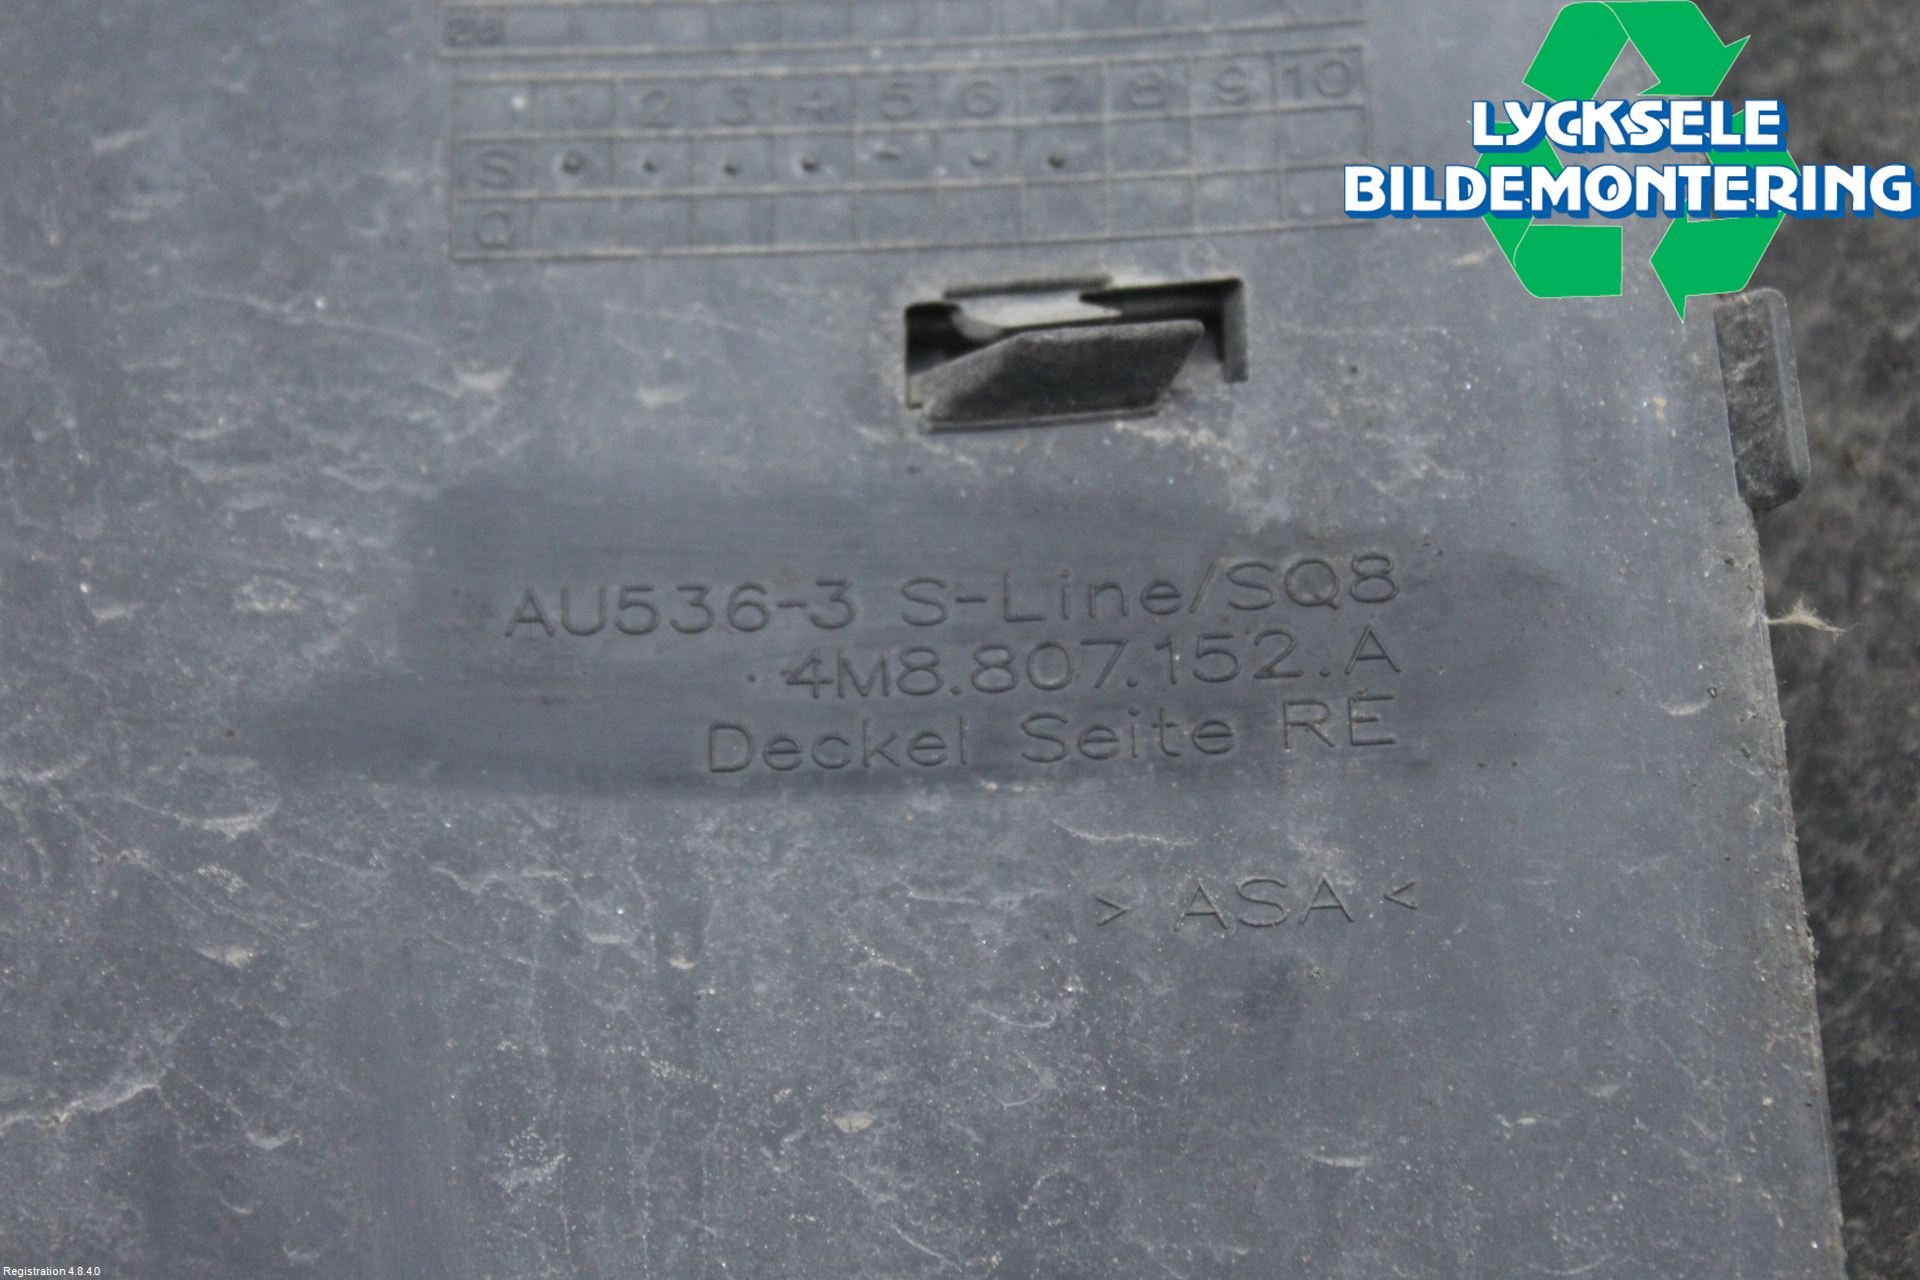 1 2 3 4 5 6 7 8 9 10
S
Q
LYCKSELE
BILDEMONTERING
AU536-3 S-Line/SQ8
4M8.807.152.A
Deckel Seite RE
> ASA <
Registration 4.8.4.0